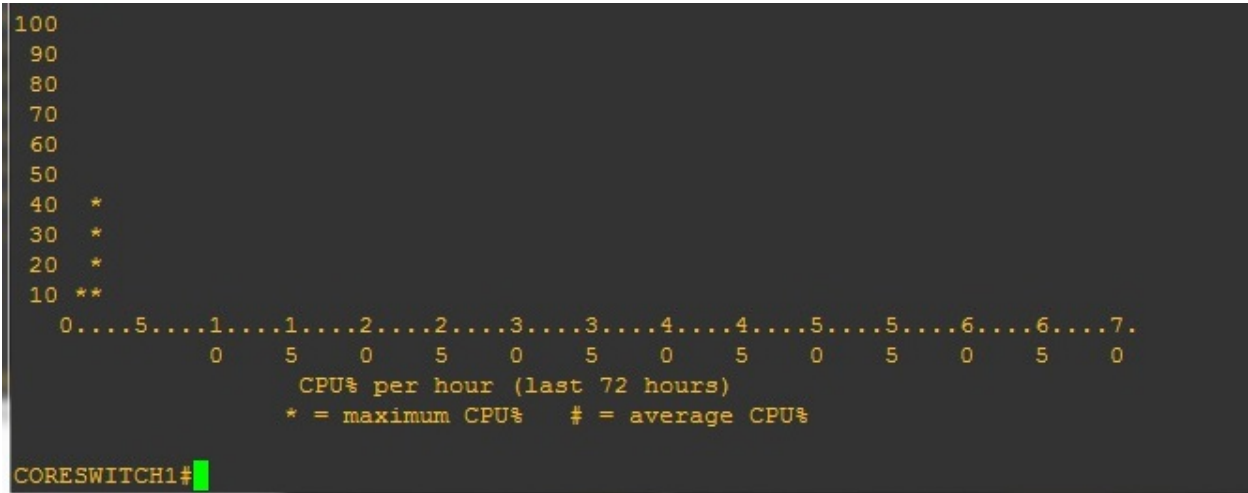 100
 90
 80
 70
 60
 50
 40  *
 30  *
 20  *
 10 **
   0....5....1....1....2....2....3....3....4....4....5....5....6....6....7.
             0    5    0    5    0    5    0    5    0    5    0    5    0
                   CPU% per hour (last 72 hours)
                  * = maximum CPU%   # = average CPU%
CORESWITCH1#